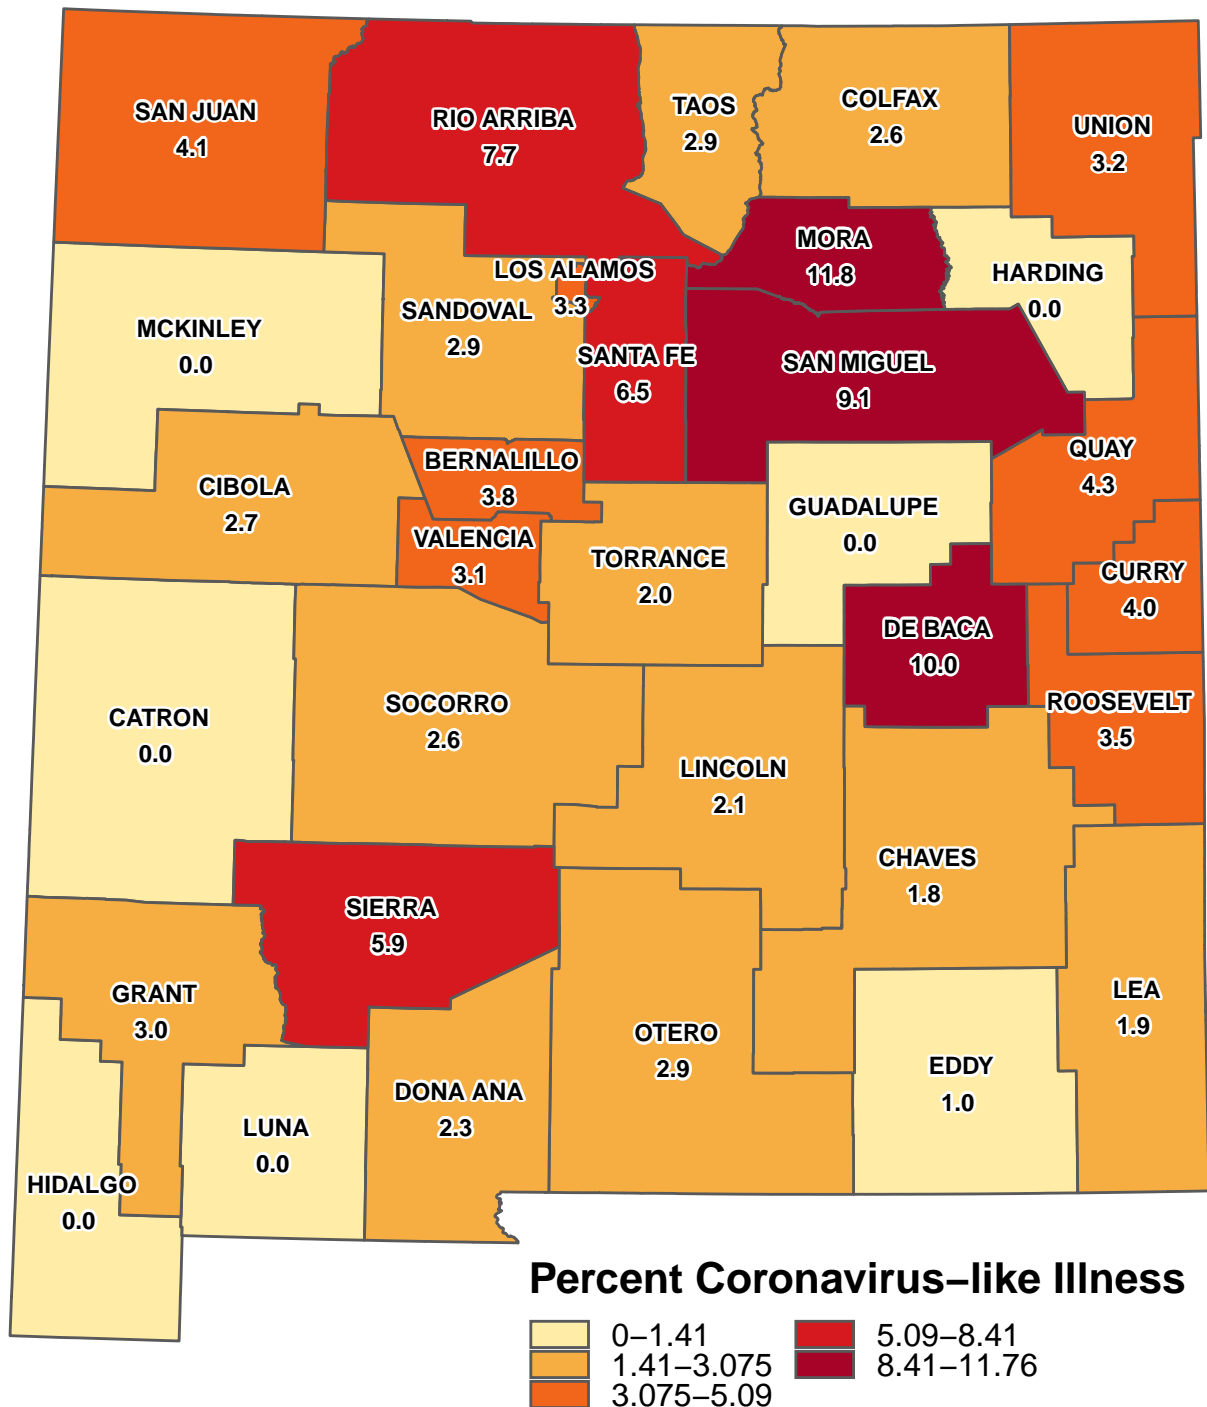 SAN JUAN
4.1
RIO ARRIBA
7.7
TAOS
2.9
COLFAX
2.6
UNION
3.2
MORA
11.8
HARDING
0.0
LOS ALAMOS
3.3
SANDOVAL
2.9
MCKINLEY
0.0
SANTA FE
6.5
SAN MIGUEL
9.1
QUAY
4.3
BERNALILLO
3.8
CIBOLA
2.7
GUADALUPE
0.0
VALENCIA
3.1
TORRANCE
2.0
CURRY
4.0
DE BACA
10.0
ROOSEVELT
3.5
CATRON
0.0
SOCORRO
2.6
LINCOLN
2.1
CHAVES
1.8
SIERRA
5.9
GRANT
3.0
LEA
1.9
OTERO
2.9
EDDY
1.0
DONA ANA
2.3
LUNA
0.0
HIDALGO
0.0
Percent Coronavirus−like Illness
0−1.41
1.41−3.075
3.075−5.09
5.09−8.41
8.41−11.76